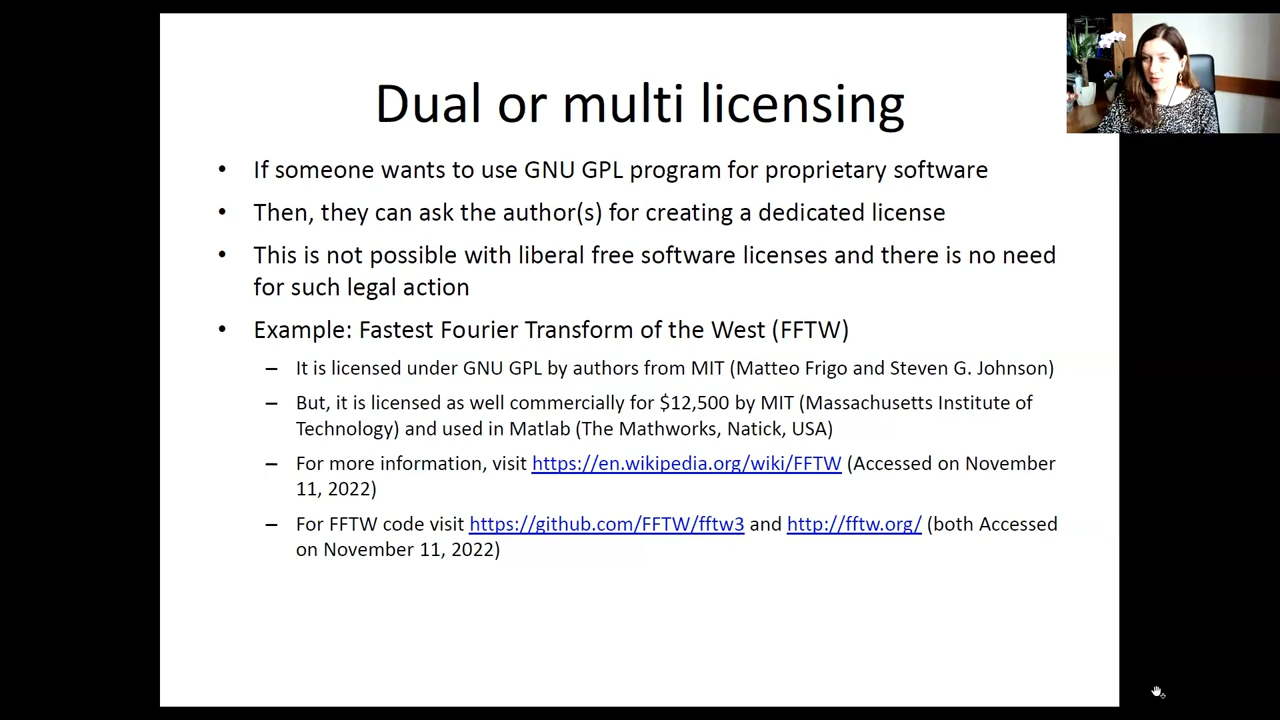 Dual or multi licensing
• If someone wants to use GNU GPL program for proprietary software
• Then, they can ask the author(s) for creating a dedicated license
• This is not possible with liberal free software licenses and there is no need
for such legal action
• Example: Fastest Fourier Transform of the West (FFTW)
– It is licensed under GNU GPL by authors from MIT (Matteo Frigo and Steven G. Johnson)
– But, it is licensed as well commercially for $12,500 by MIT (Massachusetts Institute of
Technology) and used in Matlab (The Mathworks, Natick, USA)
– For more information, visit https://en.wikipedia.org/wiki/FFTW (Accessed on November
11, 2022)
– For FFTW code visit https://github.com/FFTW/fftw3 and http://fftw.org/ (both Accessed
on November 11, 2022)